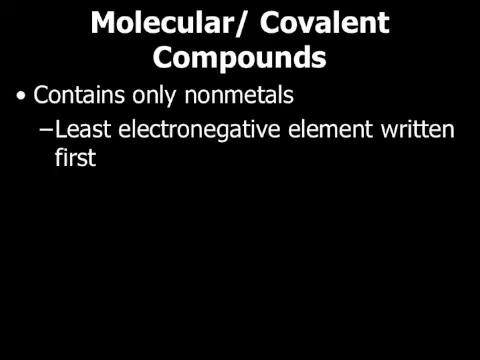 Molecular/ Covalent
Compounds
• Contains only nonmetals
–Least electronegative element written
first